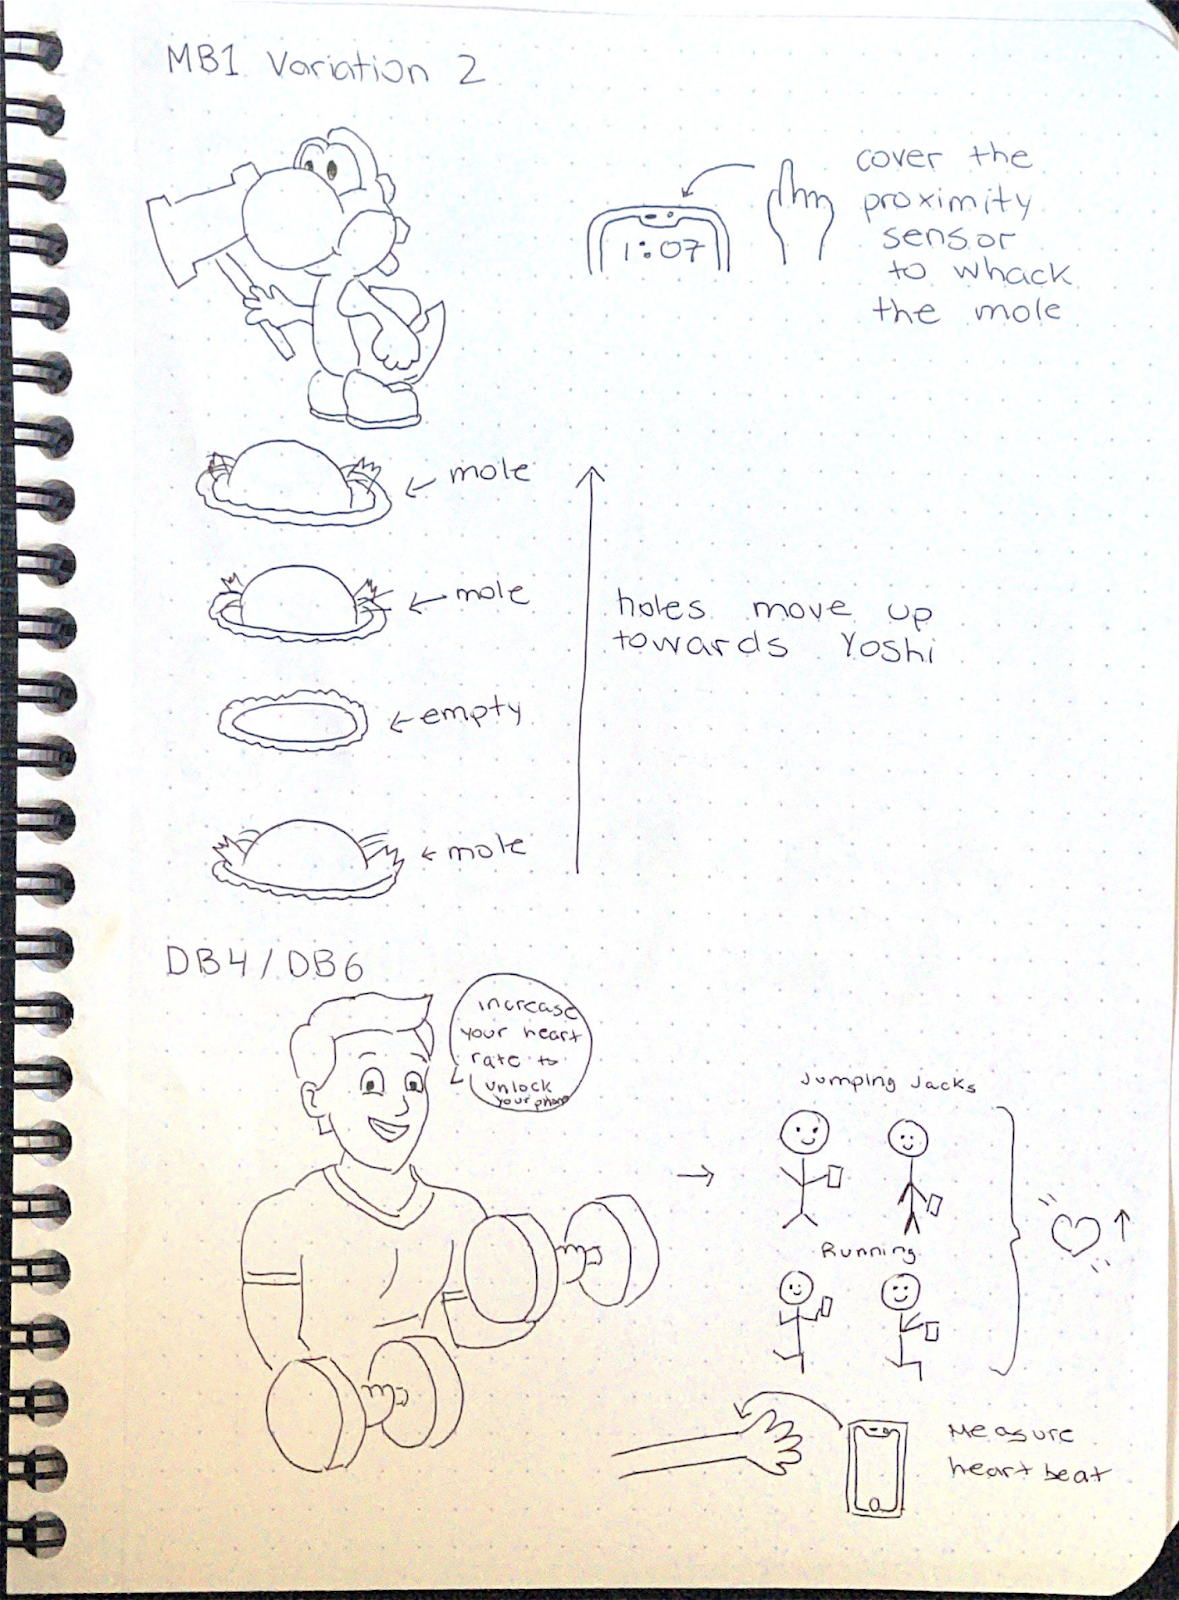 MB1 Variation 2
cover the
proximity
sensor
to whack
the mole
1:07
mole
mole
holes move up
towards Yoshi
empty
mole
DB4/DB6
increase
your heart
rate to
unlock
your phone
Jumping Jacks
Running
Measure
heart beat